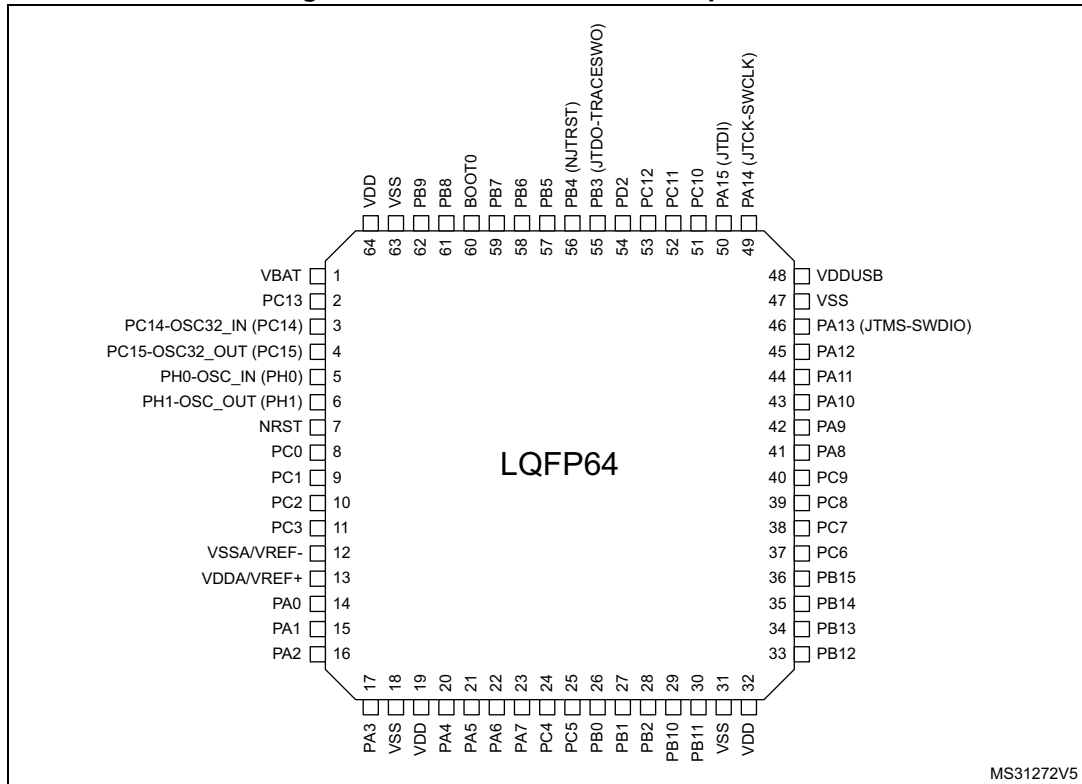 PA14 (JTCK-SWCLK)
PA15 (JTDI)
PC10
PC11
PC12
PD2
PB3 (JTDO-TRACESWO)
PB4 (NJTRST)
PB5
PB6
PB7
BOOT0
PB8
PB9
VSS
VDD
64 63 62 61 60 59 58 57 56 55 54 53 52 51 50 49
VBAT 1
PC13 2
PC14-OSC32_IN (PC14) 3
PC15-OSC32_OUT (PC15) 4
PH0-OSC_IN (PH0) 5
PH1-OSC_OUT (PH1) 6
NRST 7
PC0 8
PC1 9
PC2 10
PC3 11
VSSA/VREF- 12
VDDA/VREF+ 13
PA0 14
PA1 15
PA2 16
LQFP64
48 VDDUSB
47 VSS
46 PA13 (JTMS-SWDIO)
45 PA12
44 PA11
43 PA10
42 PA9
41 PA8
40 PC9
39 PC8
38 PC7
37 PC6
36 PB15
35 PB14
34 PB13
33 PB12
17 18 19 20 21 22 23 24 25 26 27 28 29 30 31 32
PA3
VSS
VDD
PA4
PA5
PA6
PA7
PC4
PC5
PB0
PB1
PB2
PB10
PB11
VSS
VDD
MS31272V5